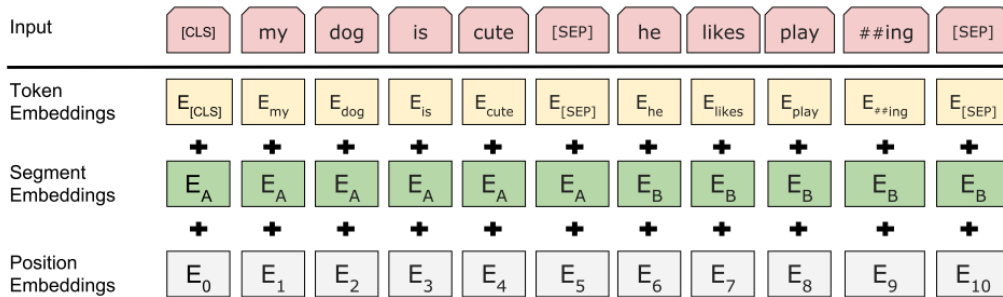 Input [CLS] my dog is cute [SEP] he likes play ##ing [SEP]
Token Embeddings E[CLS] Emy Edog Eis Ecute E[SEP] Ehe Elikes Eplay E##ing E[SEP]
+ + + + + + + + + + +
Segment Embeddings EA EA EA EA EA EA EB EB EB EB EB
+ + + + + + + + + + +
Position Embeddings E0 E1 E2 E3 E4 E5 E6 E7 E8 E9 E10